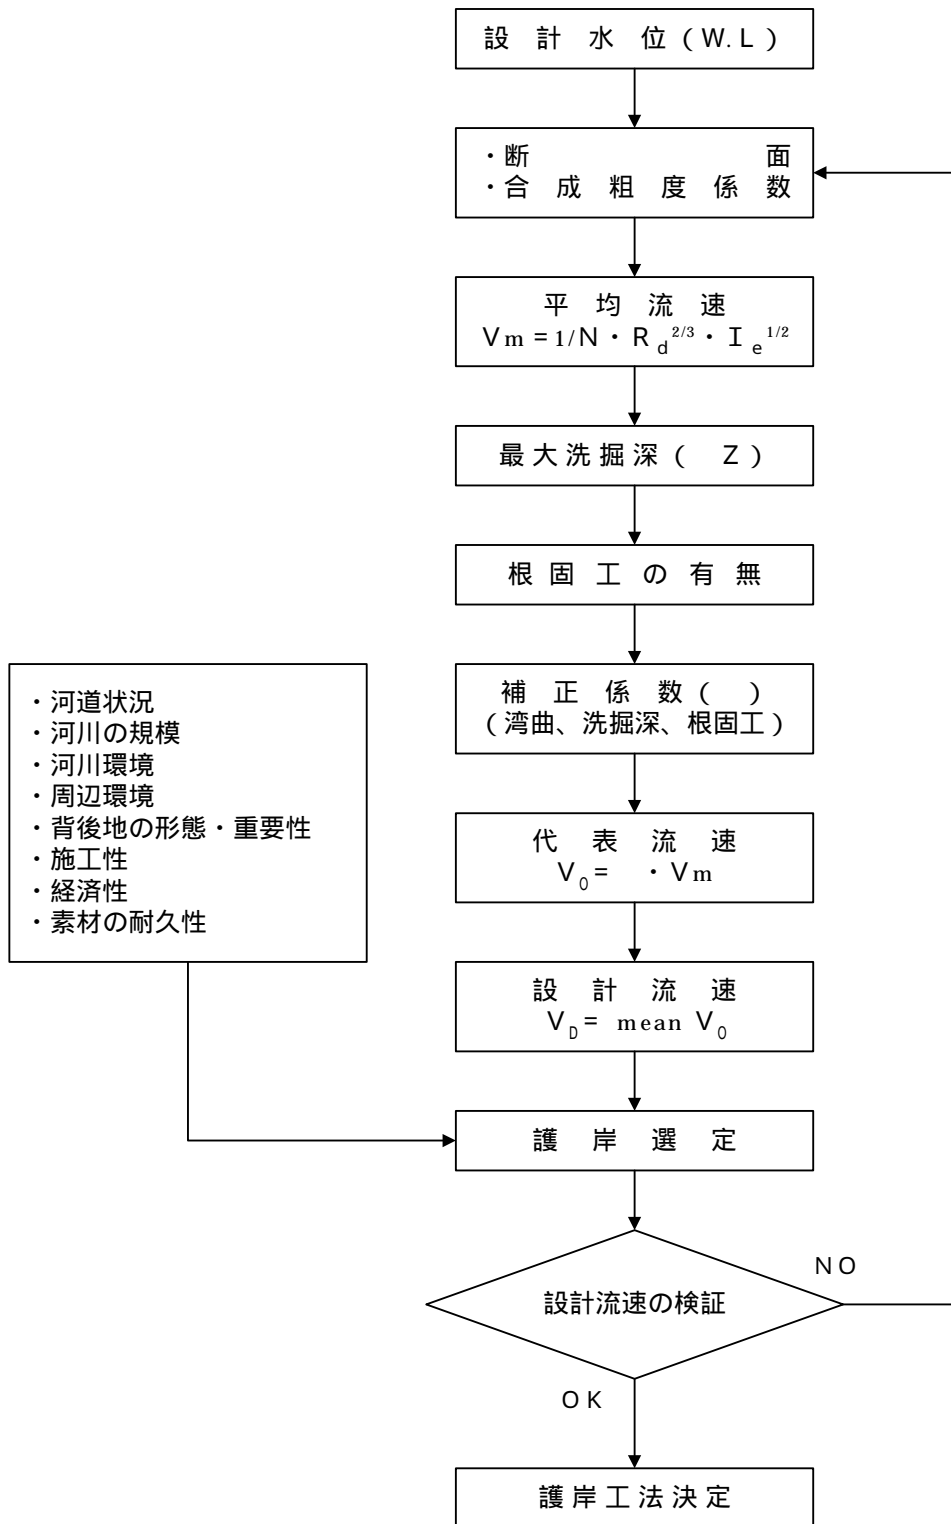 設計水位(W.L)
・断面
・合成粗度係数
平均流速
Vm=1/N・R_d^{2/3}・I_e^{1/2}
最大洗掘深( Z)
根固工の有無
補正係数( )
(湾曲、洗掘深、根固工)
代表流速
V_0= ・Vm
設計流速
V_D= mean V_0
・河道状況
・河川の規模
・河川環境
・周辺環境
・背後地の形態・重要性
・施工性
・経済性
・素材の耐久性
護岸選定
設計流速の検証
NO
OK
護岸工法決定